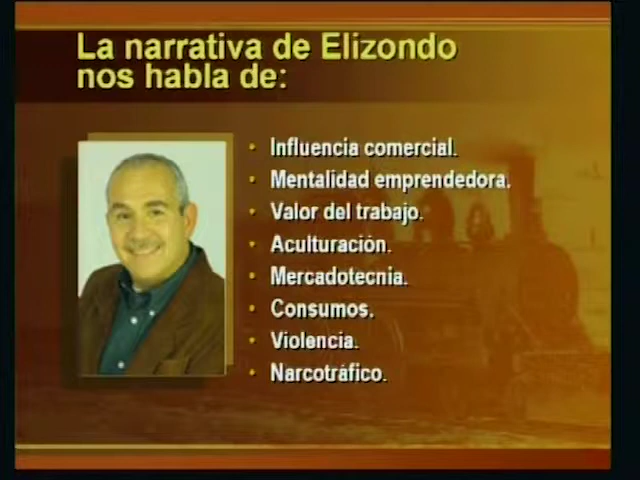 La narrativa de Elizondo
nos habla de:
• Influencia comercial.
• Mentalidad emprendedora.
• Valor del trabajo.
• Aculturación.
• Mercadotecnia.
• Consumos.
• Violencia.
• Narcotráfico.